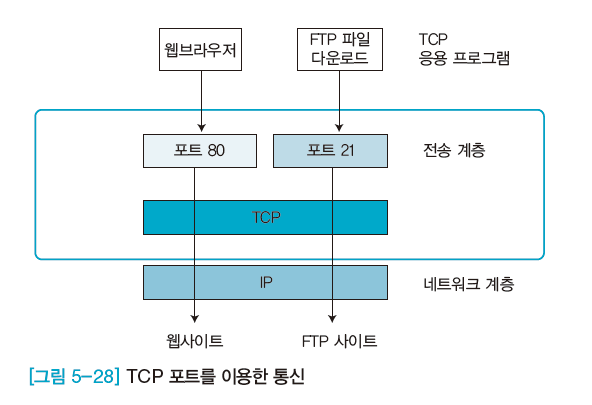 웹브라우저
FTP 파일
다운로드
TCP
응용 프로그램
포트 80
포트 21
전송 계층
TCP
IP
네트워크 계층
웹사이트
FTP 사이트
[그림 5-28] TCP 포트를 이용한 통신